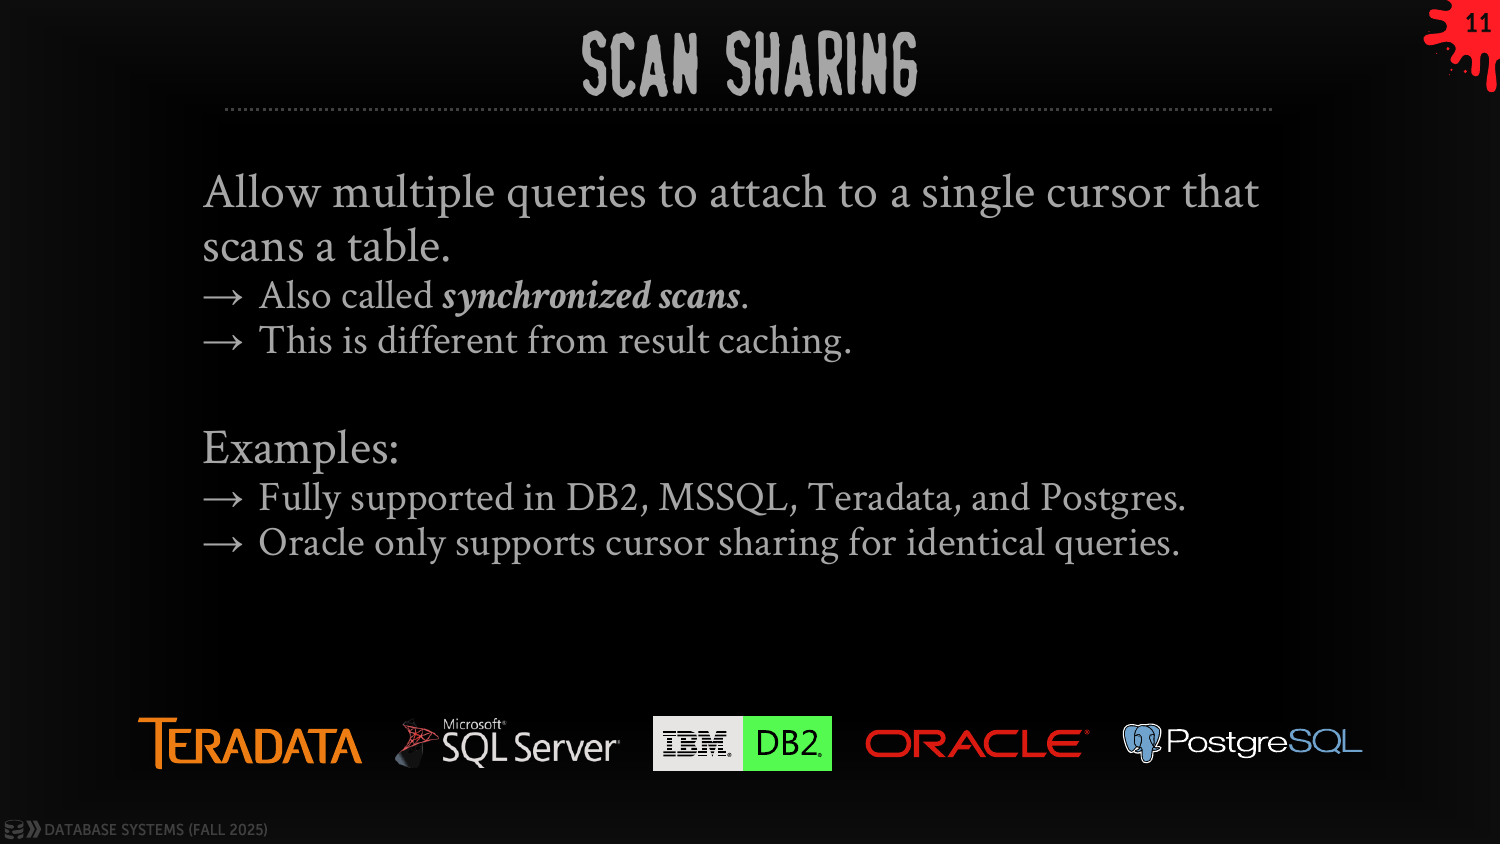 11
SCAN SHARING
Allow multiple queries to attach to a single cursor that
scans a table.
→ Also called synchronized scans.
→ This is different from result caching.
Examples:
→ Fully supported in DB2, MSSQL, Teradata, and Postgres.
→ Oracle only supports cursor sharing for identical queries.
TERADATA
Microsoft®
SQL Server®
IBM® DB2®
ORACLE®
PostgreSQL
DATABASE SYSTEMS (FALL 2025)